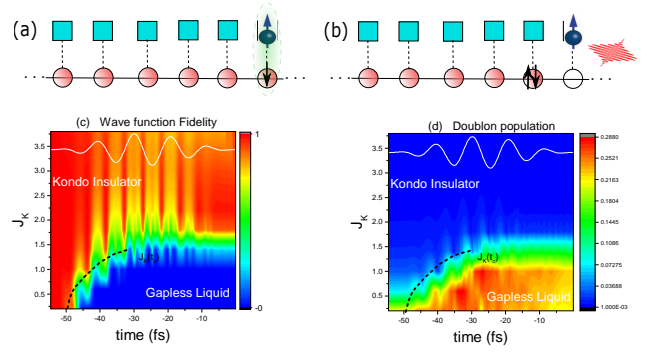 (a)
(b)
(c) Wave function Fidelity
3.5
3.0
2.5
2.0
1.5
1.0
0.5
J_K
Kondo Insulator
J_K(t_c)
Gapless Liquid
-50 -40 -30 -20 -10 -0
time (fs)
1
-0
(d) Doublon population
3.5
3.0
2.5
2.0
1.5
1.0
0.5
J_K
Kondo Insulator
J_K(t_c)
Gapless Liquid
-50 -40 -30 -20 -10 -0
time (fs)
0.2880
0.2521
0.2163
0.1804
0.1445
0.1086
0.07275
0.03688
1.000E-03